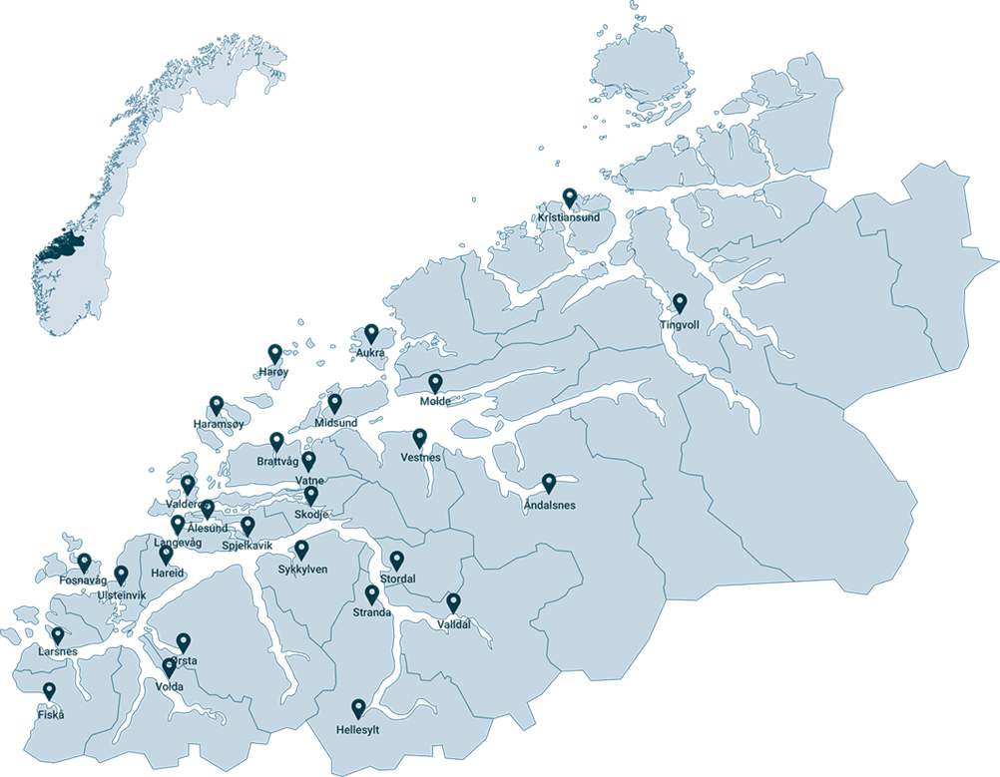 Kristiansund
Tingvoll
Aukra
Harøy
Molde
Haramsøy
Midsund
Brattvåg
Vestnes
Vatne
Valderøy
Skodje
Åndalsnes
Ålesund
Langevåg
Spjelkavik
Hareid
Sykkylven
Fosnavåg
Stordal
Ulsteinvik
Stranda
Valldal
Larsnes
Ørsta
Volda
Fiskå
Hellesylt